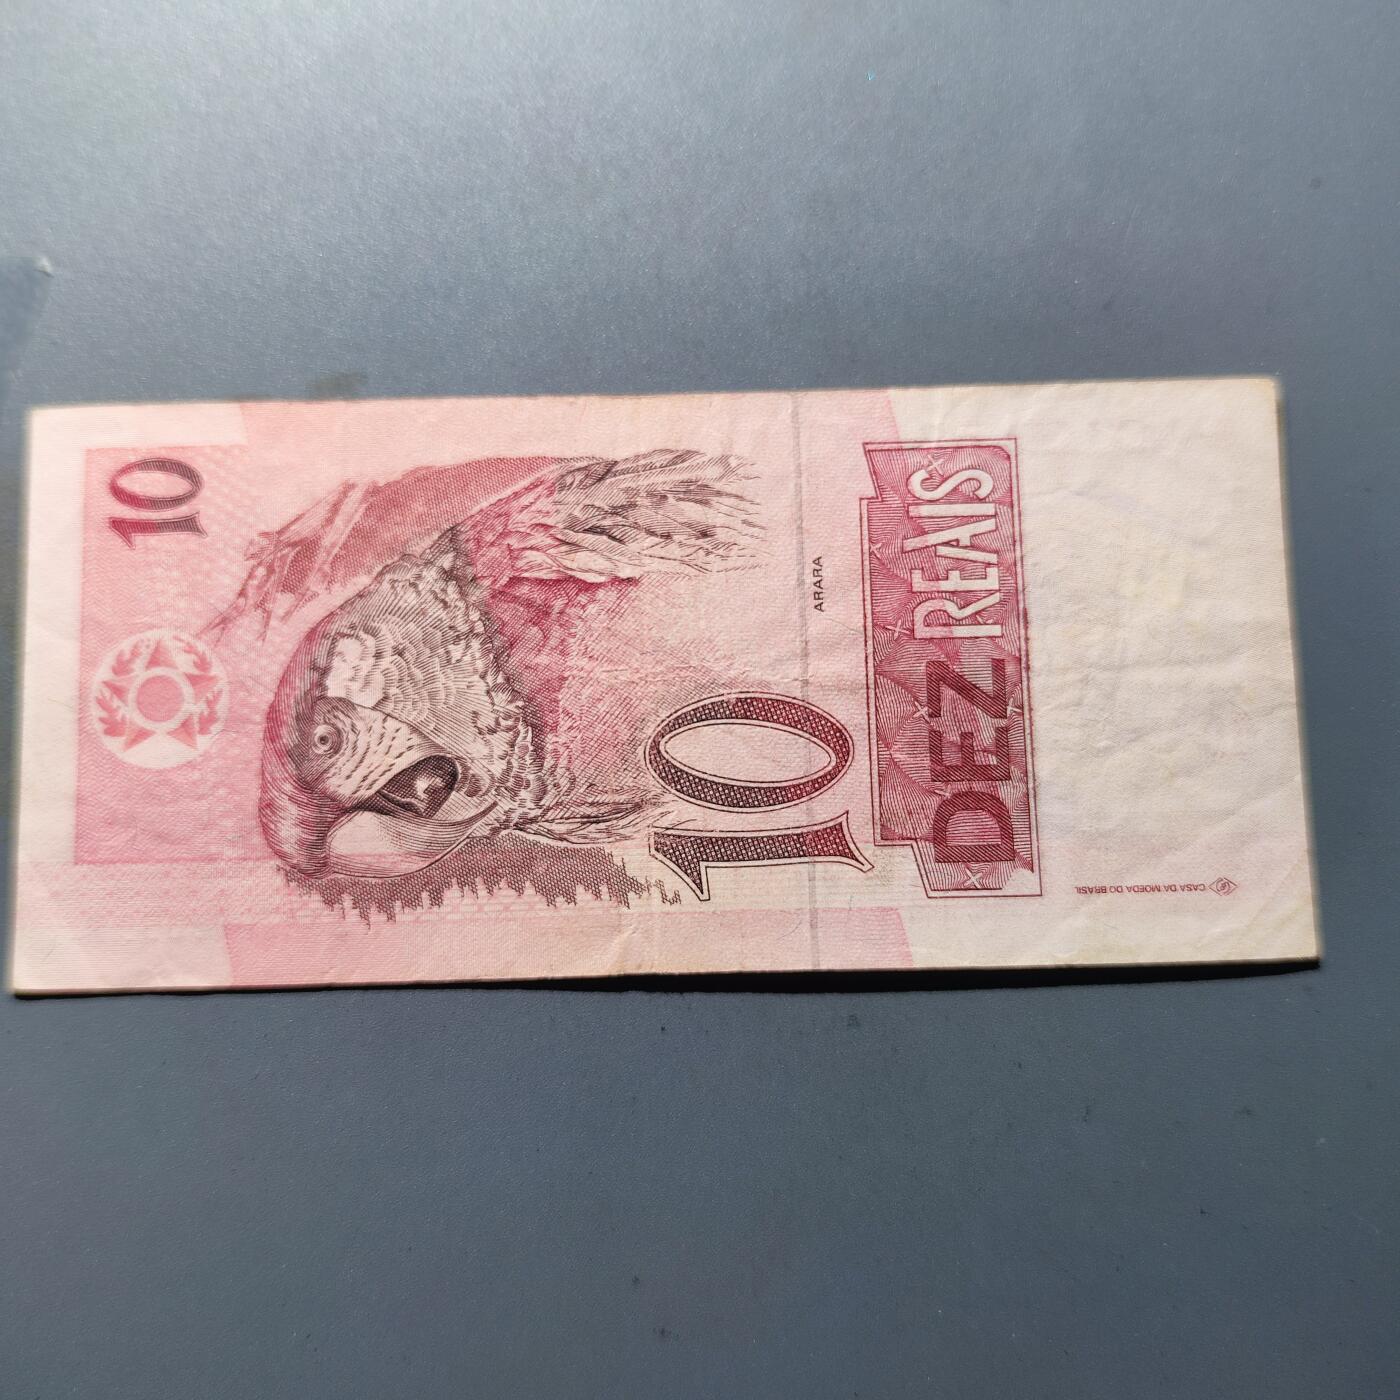 10
ARARA
10
DEZ REAIS
CASA DA MOEDA DO BRASIL